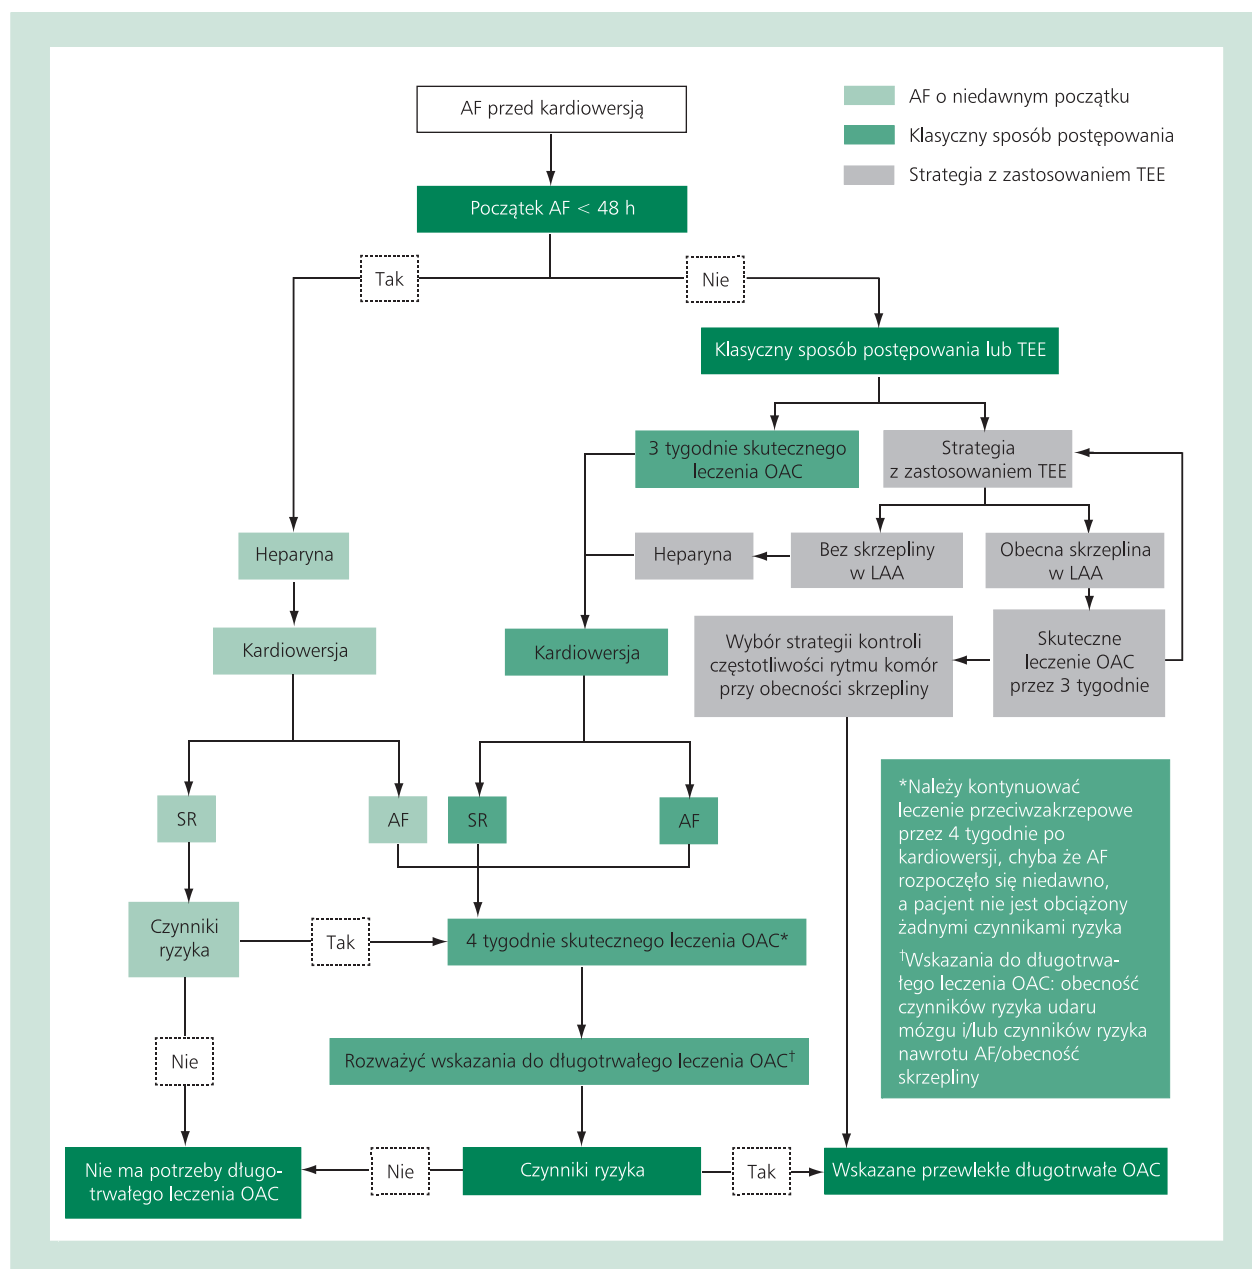 AF przed kardiowersją
AF o niedawnym początku
Klasyczny sposób postępowania
Strategia z zastosowaniem TEE
Początek AF < 48 h
Tak
Nie
Klasyczny sposób postępowania lub TEE
3 tygodnie skutecznego
leczenia OAC
Strategia
z zastosowaniem TEE
Heparyna
Heparyna
Bez skrzepliny
w LAA
Obecna skrzeplina
w LAA
Kardiowersja
Kardiowersja
Wybór strategii kontroli
częstotliwości rytmu komór
przy obecności skrzepliny
Skuteczne
leczenie OAC
przez 3 tygodnie
SR
AF
SR
AF
*Należy kontynuować
leczenie przeciwzakrzepowe
przez 4 tygodnie po
kardiowersji, chyba że AF
rozpoczęło się niedawno,
a pacjent nie jest obciążony
żadnymi czynnikami ryzyka
†Wskazania do długotrwa-
łego leczenia OAC: obecność
czynników ryzyka udaru
mózgu i/lub czynników ryzyka
nawrotu AF/obecność
skrzepliny
Czynniki
ryzyka
Tak
4 tygodnie skutecznego leczenia OAC*
Nie
Rozważyć wskazania do długotrwałego leczenia OAC†
Nie ma potrzeby długo-
trwałego leczenia OAC
Nie
Czynniki ryzyka
Tak
Wskazane przewlekłe długotrwałe OAC